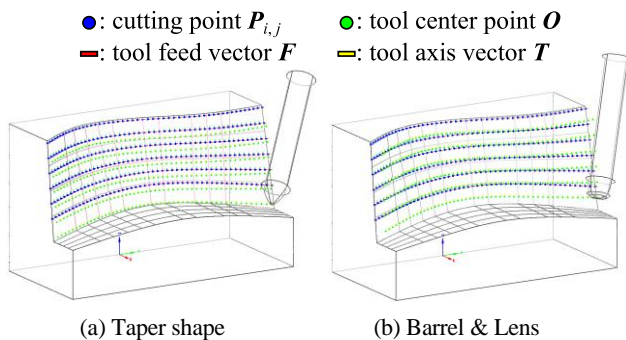 : cutting point P_{i,j} : tool center point O
: tool feed vector F : tool axis vector T
(a) Taper shape (b) Barrel & Lens